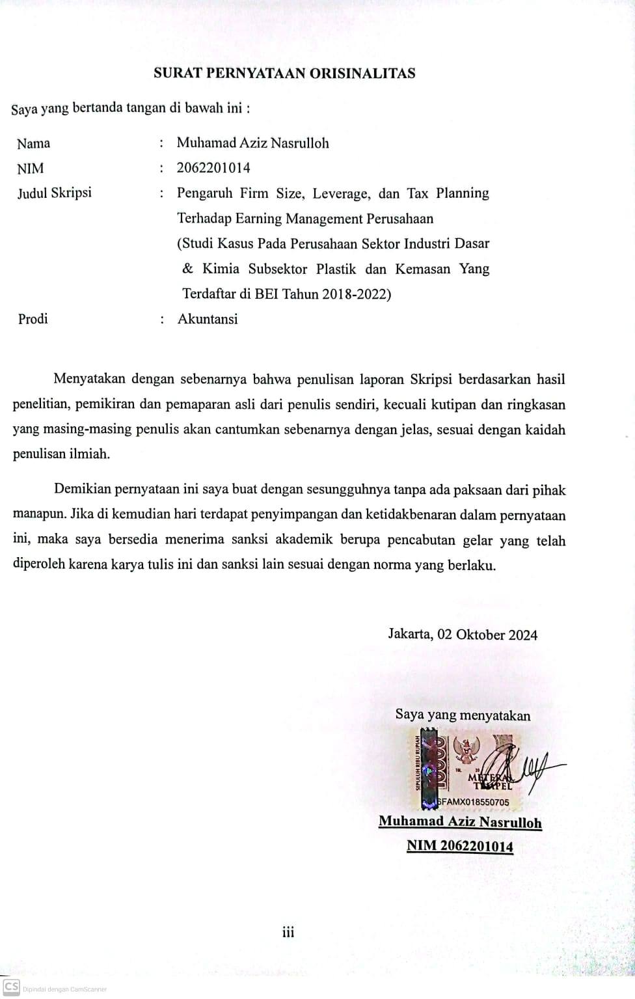 SURAT PERNYATAAN ORISINALITAS
Saya yang bertanda tangan di bawah ini :
Nama : Muhamad Aziz Nasrulloh
NIM : 2062201014
Judul Skripsi : Pengaruh Firm Size, Leverage, dan Tax Planning
Terhadap Earning Management Perusahaan
(Studi Kasus Pada Perusahaan Sektor Industri Dasar
& Kimia Subsektor Plastik dan Kemasan Yang
Terdaftar di BEI Tahun 2018-2022)
Prodi : Akuntansi
Menyatakan dengan sebenarnya bahwa penulisan laporan Skripsi berdasarkan hasil
penelitian, pemikiran dan pemaparan asli dari penulis sendiri, kecuali kutipan dan ringkasan
yang masing-masing penulis akan cantumkan sebenarnya dengan jelas, sesuai dengan kaidah
penulisan ilmiah.
Demikian pernyataan ini saya buat dengan sesungguhnya tanpa ada paksaan dari pihak
manapun. Jika di kemudian hari terdapat penyimpangan dan ketidakbenaran dalam pernyataan
ini, maka saya bersedia menerima sanksi akademik berupa pencabutan gelar yang telah
diperoleh karena karya tulis ini dan sanksi lain sesuai dengan norma yang berlaku.
Jakarta, 02 Oktober 2024
Saya yang menyatakan
SEPULUH RIBU RUPIAH
10000
TGL. 20
METERAI
TEMPEL
FAMX018550705
Muhamad Aziz Nasrulloh
NIM 2062201014
iii
CS Dipindai dengan CamScanner